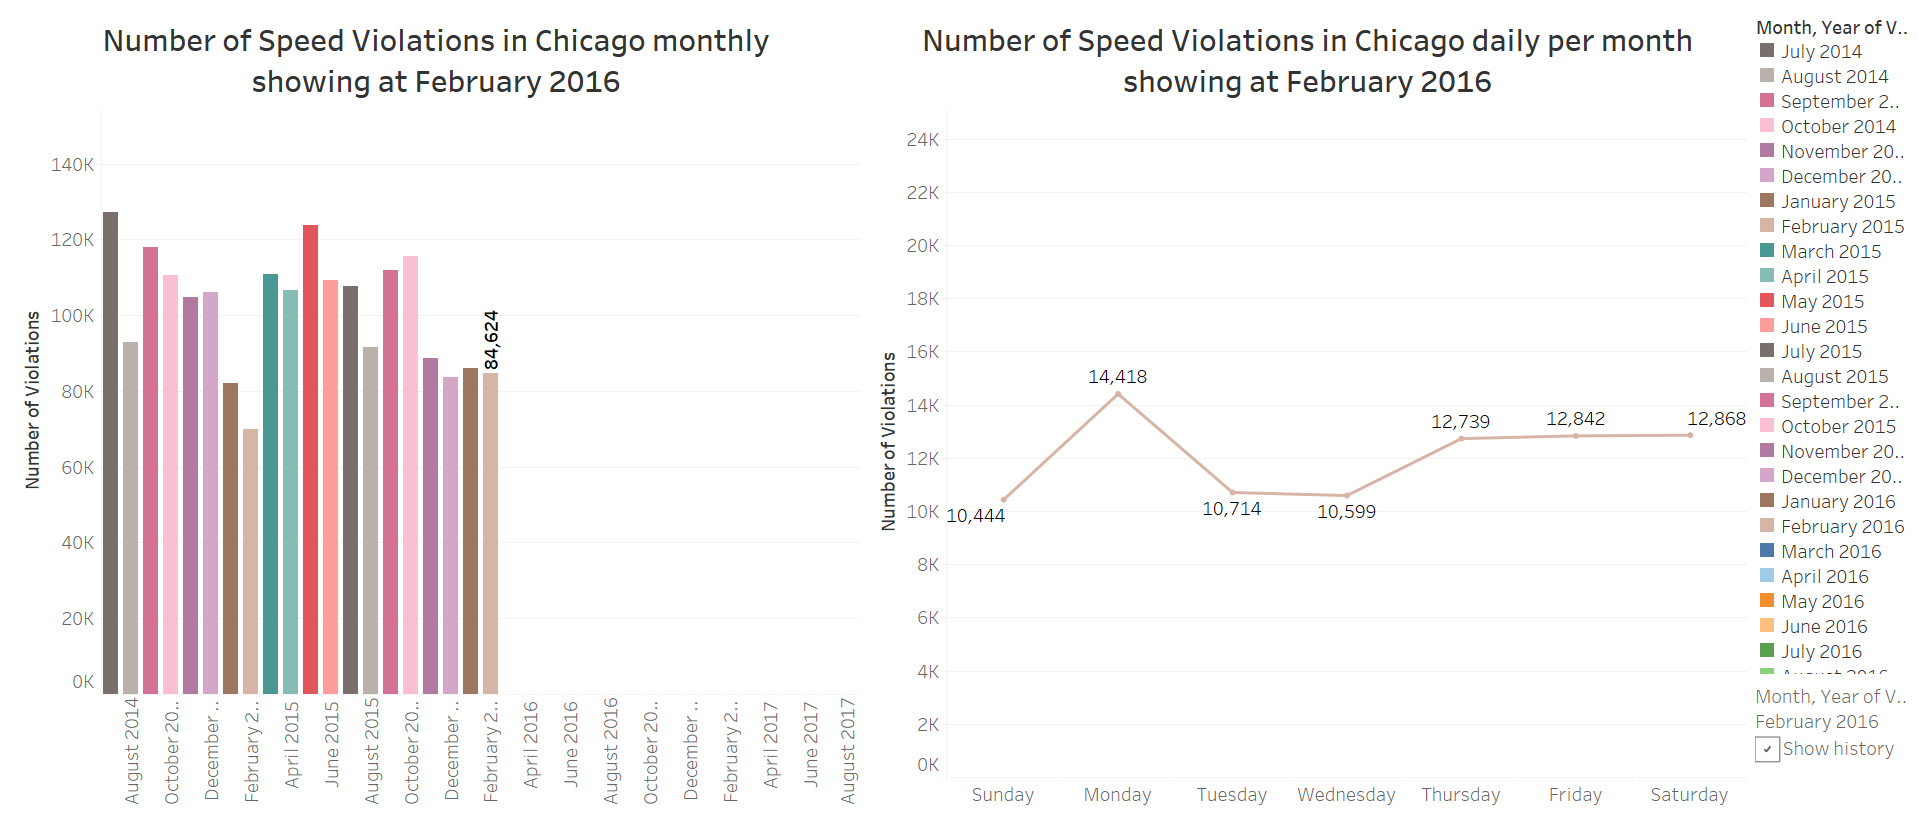 Number of Speed Violations in Chicago monthly
showing at February 2016
140K
120K
100K
80K
60K
40K
20K
0K
Number of Violations
84,624
August 2014
October 20..
December ..
February 2..
April 2015
June 2015
August 2015
October 20..
December ..
February 2..
April 2016
June 2016
August 2016
October 20..
December ..
February 2..
April 2017
June 2017
August 2017
Number of Speed Violations in Chicago daily per month
showing at February 2016
24K
22K
20K
18K
16K
14K
12K
10K
8K
6K
4K
2K
0K
Number of Violations
10,444
14,418
10,714
10,599
12,739
12,842
12,868
Sunday
Monday
Tuesday
Wednesday
Thursday
Friday
Saturday
Month, Year of V..
July 2014
August 2014
September 2..
October 2014
November 20..
December 20..
January 2015
February 2015
March 2015
April 2015
May 2015
June 2015
July 2015
August 2015
September 2..
October 2015
November 20..
December 20..
January 2016
February 2016
March 2016
April 2016
May 2016
June 2016
July 2016
August 2016
Month, Year of V..
February 2016
Show history